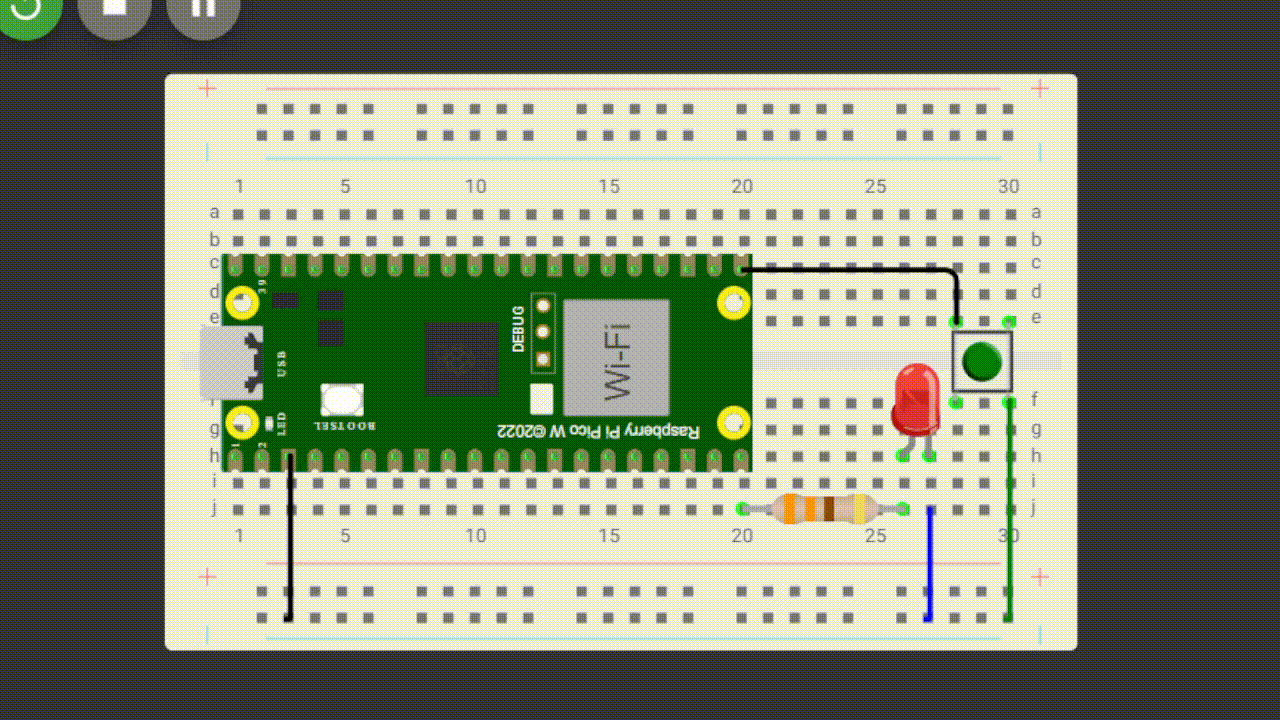 1 5 10 15 20 25 30
a a
b b
c c
39
d d
e e
DEBUG
Wi-Fi
USB
f f
LED
BOOTSEL
Raspberry Pi Pico W ©2022
g g
1 2
h h
i i
j j
1 5 10 15 20 25 30